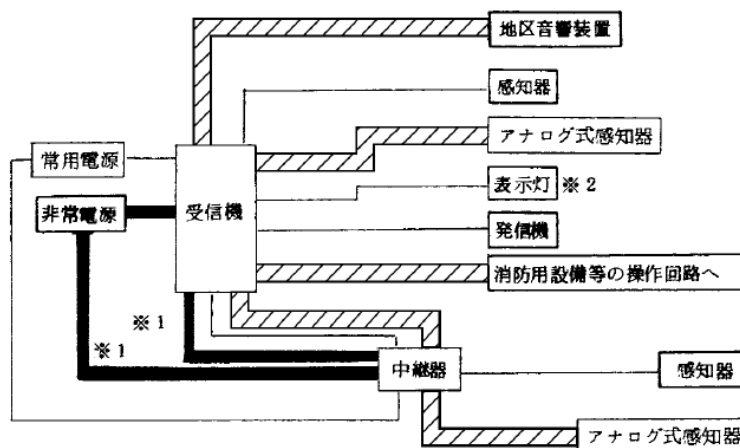 地区音響装置
感知器
アナログ式感知器
常用電源
受信機
表示灯 ※2
非常電源
発信機
消防用設備等の操作回路へ
※1
※1
中継器
感知器
アナログ式感知器